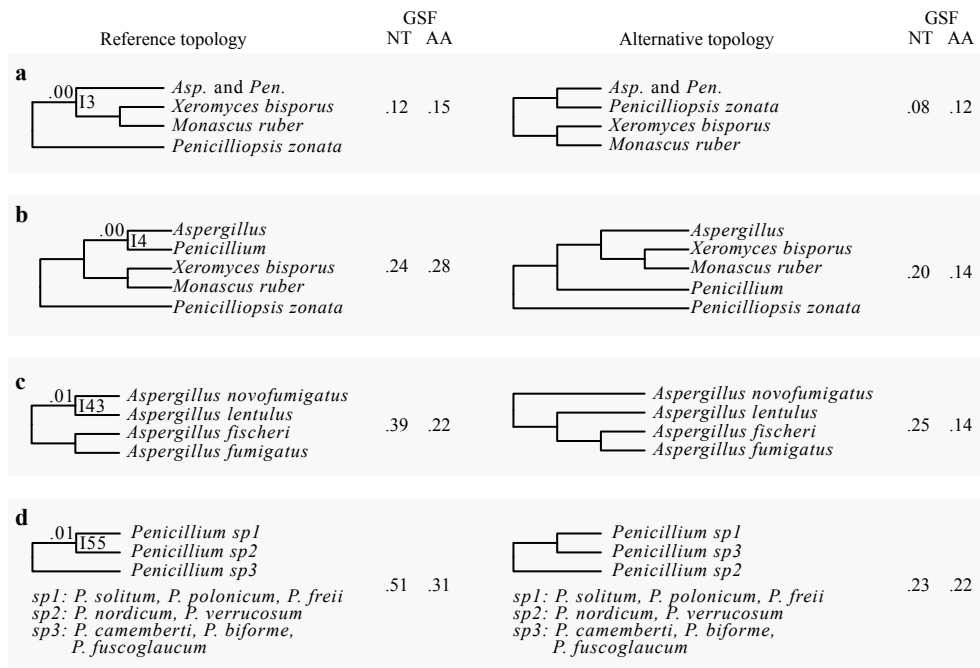 GSF GSF
Reference topology NT AA Alternative topology NT AA
a
.00 I3
Asp. and Pen.
Xeromyces bisporus
Monascus ruber
Penicilliopsis zonata
.12 .15
Asp. and Pen.
Penicilliopsis zonata
Xeromyces bisporus
Monascus ruber
.08 .12
b
.00 I4
Aspergillus
Penicillium
Xeromyces bisporus
Monascus ruber
Penicilliopsis zonata
.24 .28
Aspergillus
Xeromyces bisporus
Monascus ruber
Penicillium
Penicilliopsis zonata
.20 .14
c
.01 I43
Aspergillus novofumigatus
Aspergillus lentulus
Aspergillus fischeri
Aspergillus fumigatus
.39 .22
Aspergillus novofumigatus
Aspergillus lentulus
Aspergillus fischeri
Aspergillus fumigatus
.25 .14
d
.01 I55
Penicillium sp1
Penicillium sp2
Penicillium sp3
sp1: P. solitum, P. polonicum, P. freii
sp2: P. nordicum, P. verrucosum
sp3: P. camemberti, P. biforme,
P. fuscoglaucum
.51 .31
Penicillium sp1
Penicillium sp3
Penicillium sp2
sp1: P. solitum, P. polonicum, P. freii
sp2: P. nordicum, P. verrucosum
sp3: P. camemberti, P. biforme,
P. fuscoglaucum
.23 .22